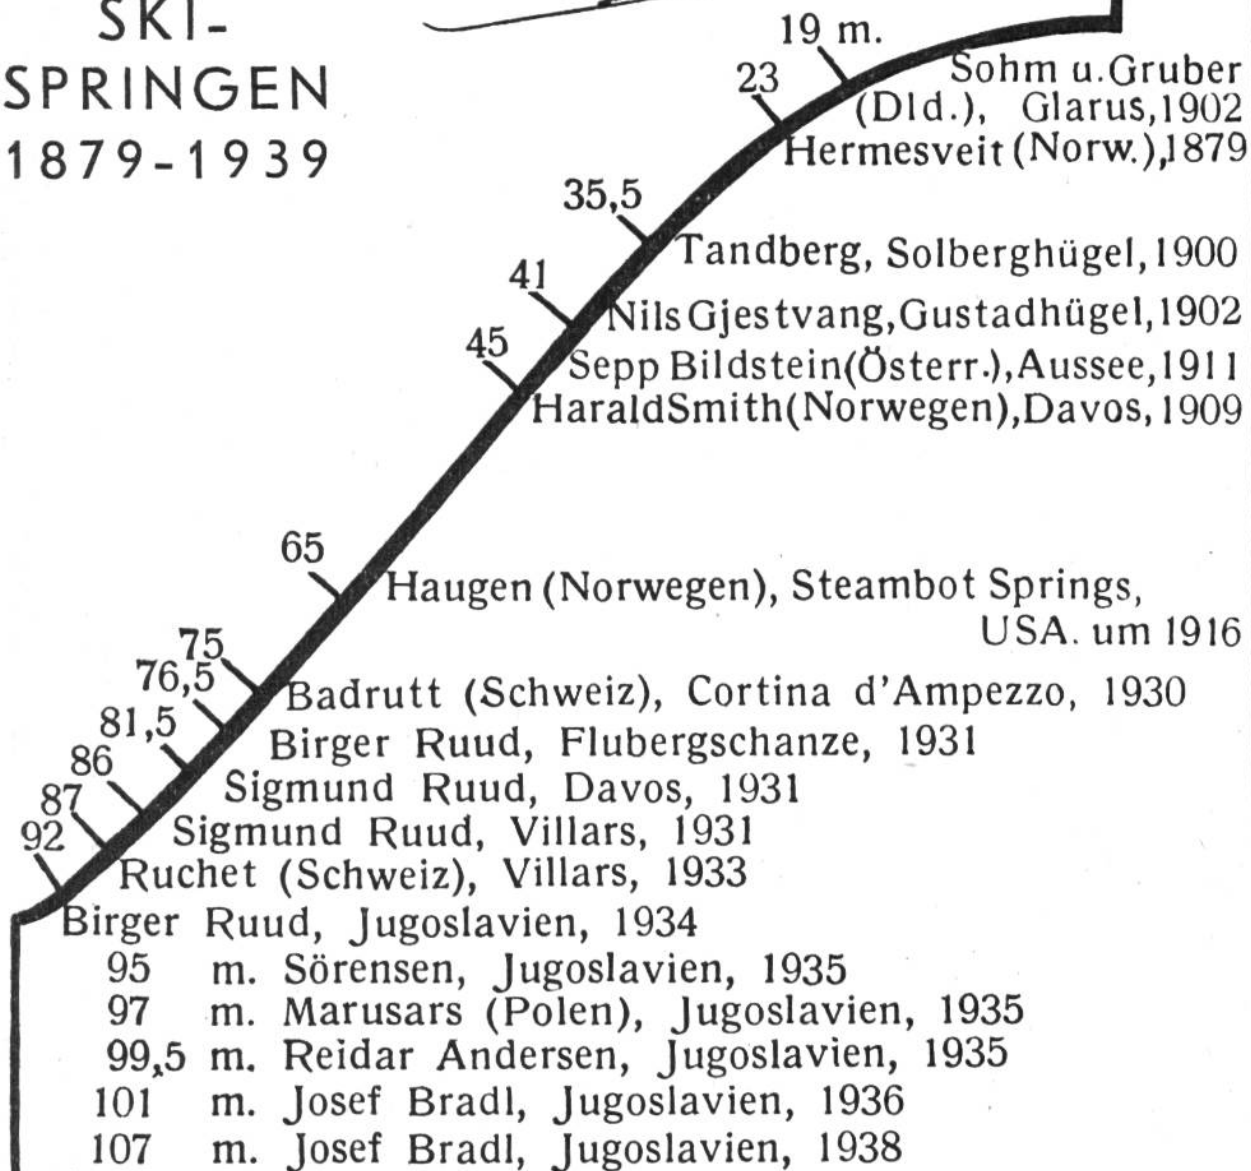 SKI-
SPRINGEN
1879-1939
19 m.
Sohm u. Gruber
(Dld.), Glarus, 1902
23
Hermesveit (Norw.), 1879
35,5
Tandberg, Solberghügel, 1900
41
Nils Gjestvang, Gustadhügel, 1902
Sepp Bildstein (Österr.), Aussee, 1911
45
Harald Smith (Norwegen), Davos, 1909
65
Haugen (Norwegen), Steambot Springs,
USA. um 1916
75
Badrutt (Schweiz), Cortina d'Ampezzo, 1930
76,5
Birger Ruud, Flubergschanze, 1931
81,5
Sigmund Ruud, Davos, 1931
86
Sigmund Ruud, Villars, 1931
87
Ruchet (Schweiz), Villars, 1933
92
Birger Ruud, Jugoslavien, 1934
95 m. Sörensen, Jugoslavien, 1935
97 m. Marusars (Polen), Jugoslavien, 1935
99,5 m. Reidar Andersen, Jugoslavien, 1935
101 m. Josef Bradl, Jugoslavien, 1936
107 m. Josef Bradl, Jugoslavien, 1938